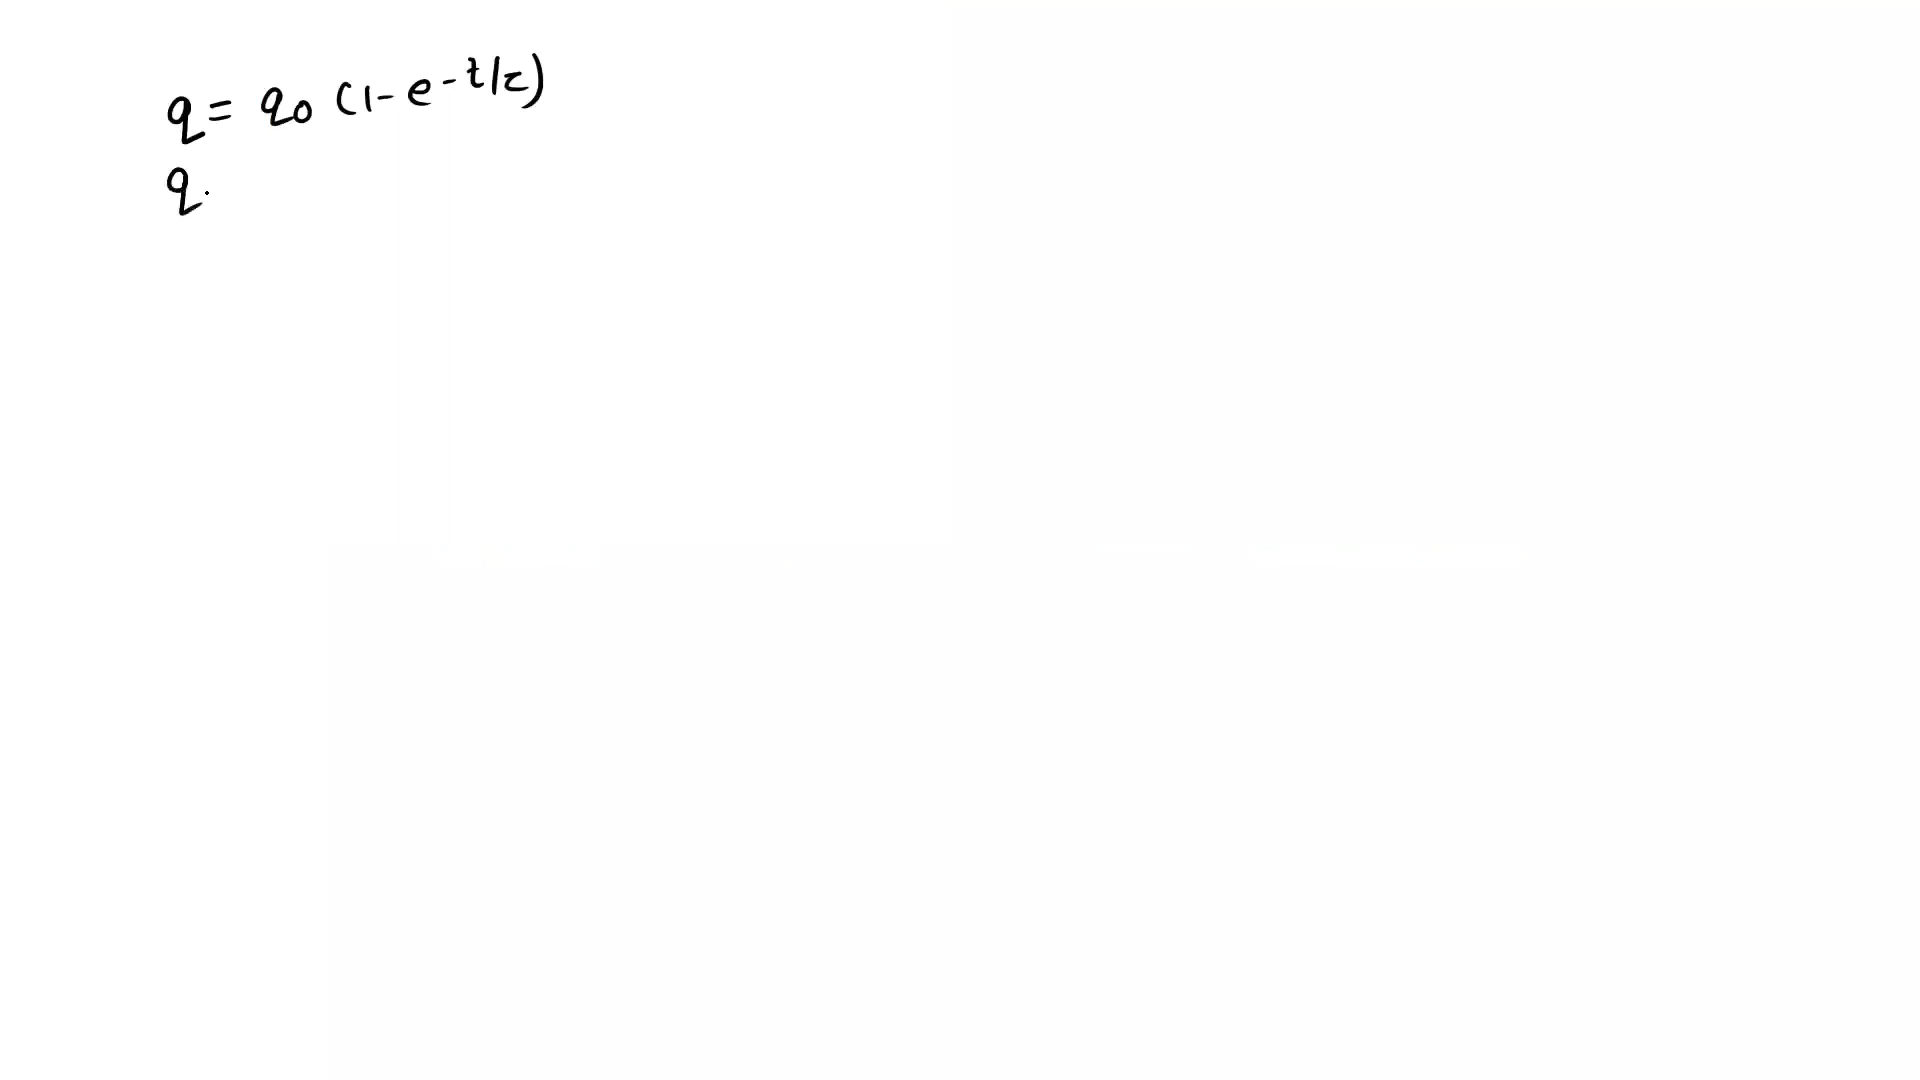 q = q0 (1 - e - t/τ)
q.